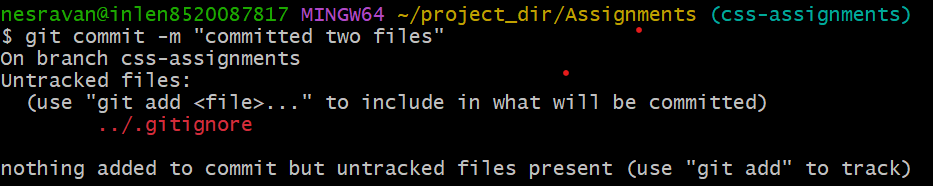 nesravan@inlen8520087817 MINGW64 ~/project_dir/Assignments (css-assignments)
$ git commit -m "committed two files"
On branch css-assignments
Untracked files:
  (use "git add <file>..." to include in what will be committed)
        ../.gitignore

nothing added to commit but untracked files present (use "git add" to track)